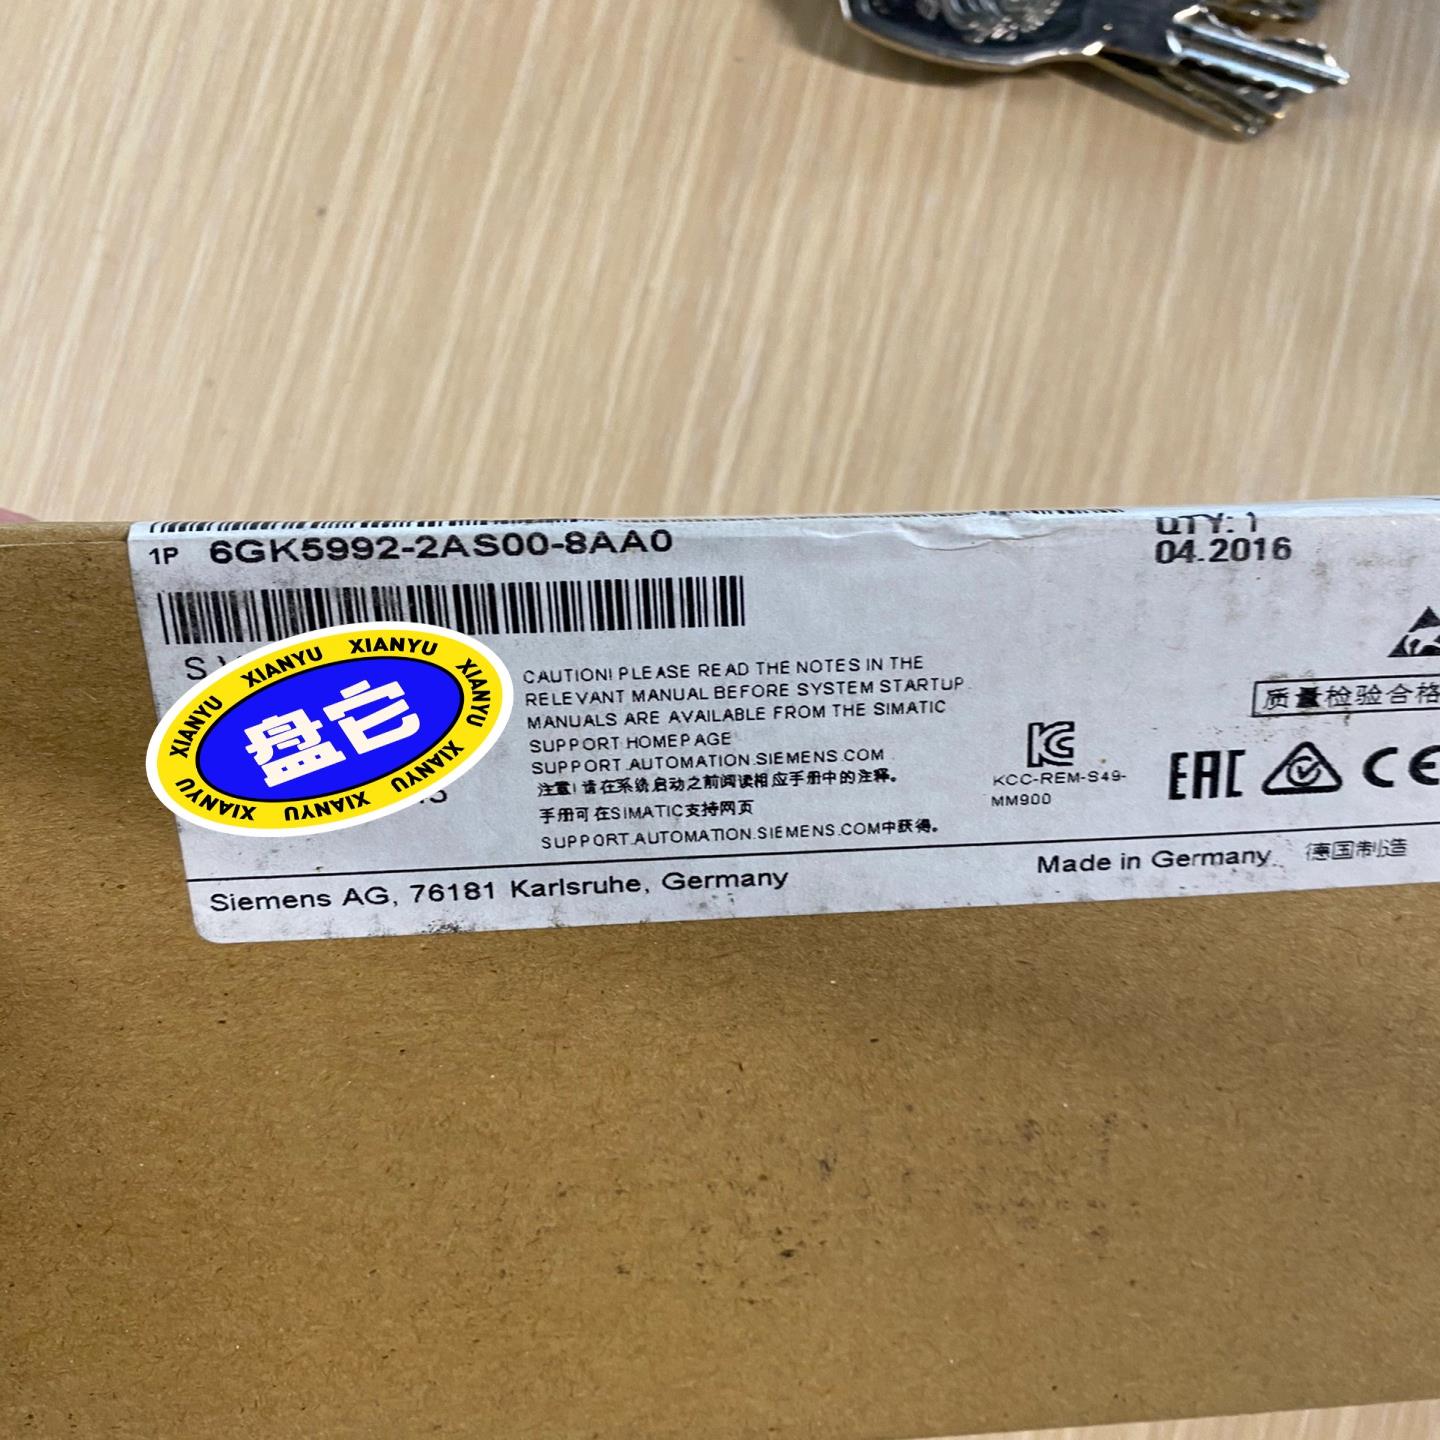 1P 6GK5992-2AS00-8AA0
QTY: 1
04.2016
S
XIANYU XIANYU XIANYU XIANYU XIANYU XIANYU XIANYU XIANYU
盘它
CAUTION! PLEASE READ THE NOTES IN THE
RELEVANT MANUAL BEFORE SYSTEM STARTUP.
MANUALS ARE AVAILABLE FROM THE SIMATIC
SUPPORT HOMEPAGE
SUPPORT.AUTOMATION.SIEMENS.COM
注意!请在系统启动之前阅读相应手册中的注释。
手册可在SIMATIC支持网页
SUPPORT.AUTOMATION.SIEMENS.COM中获得。
KCC-REM-S49-
MM900
质量检验合格
EAC
CE
Made in Germany 德国制造
Siemens AG, 76181 Karlsruhe, Germany